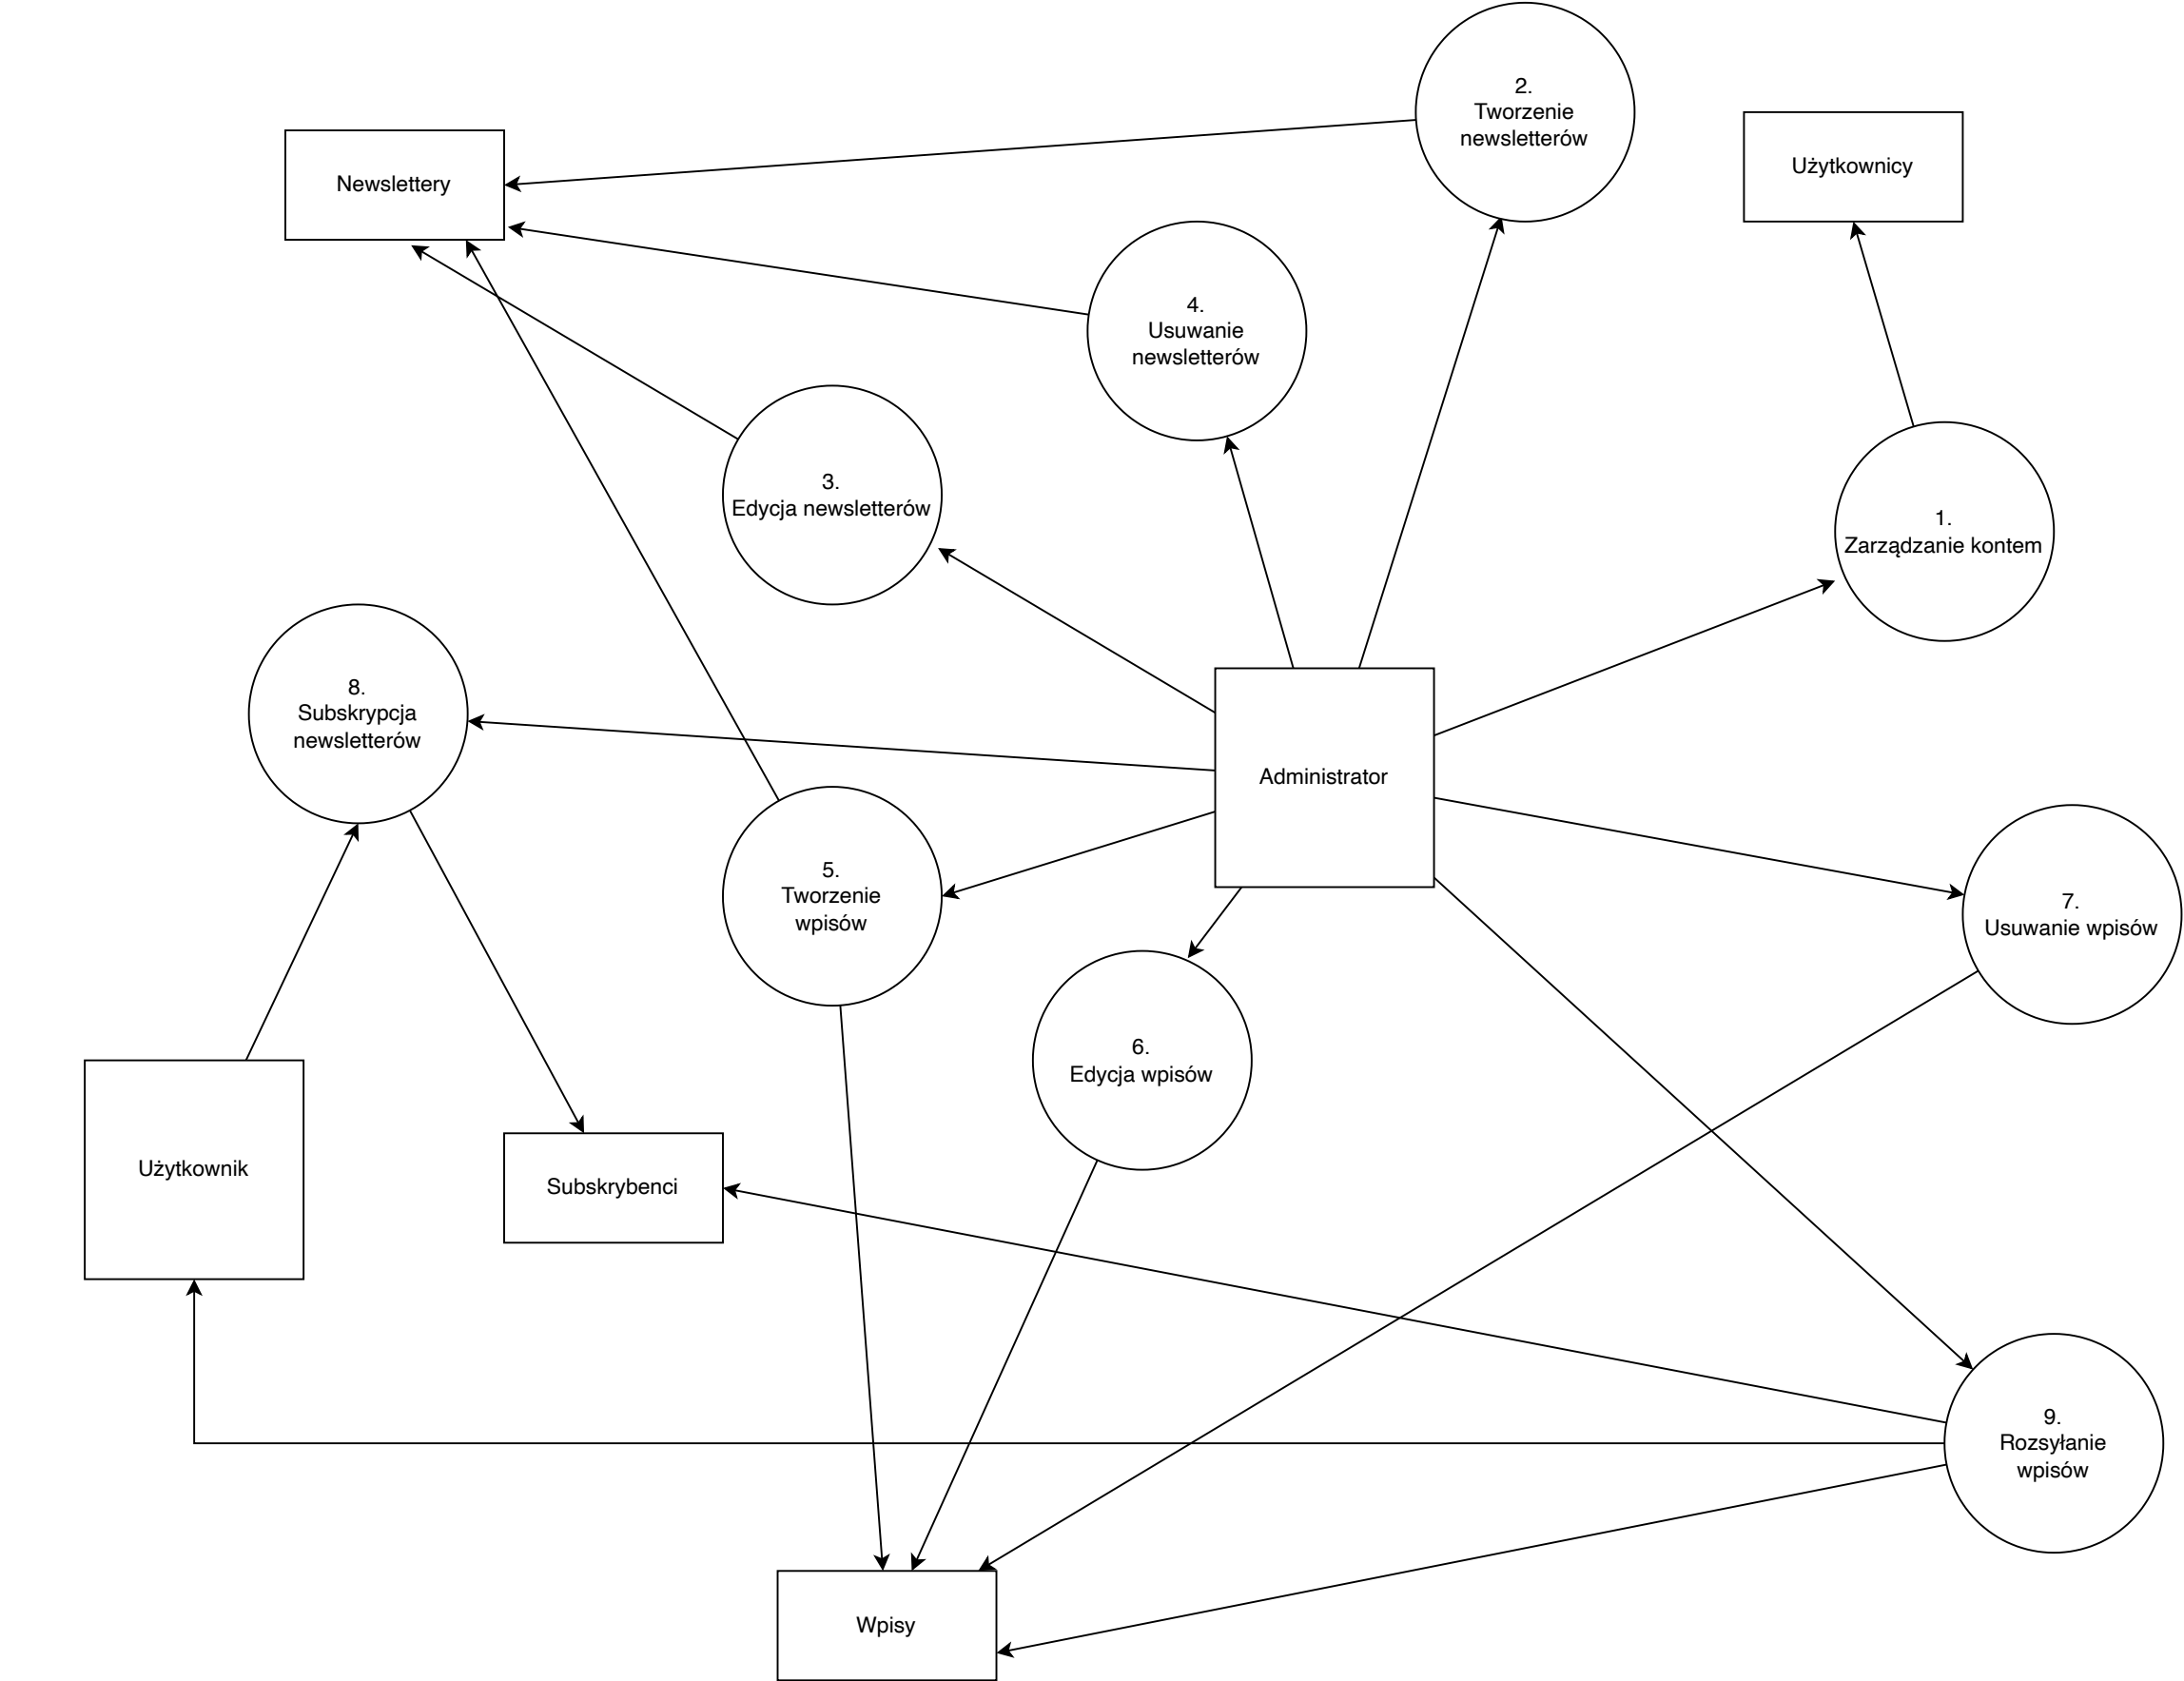 2.
Tworzenie
newsletterów
Użytkownicy
Newslettery
4.
Usuwanie
newsletterów
3.
Edycja newsletterów
1.
Zarządzanie kontem
8.
Subskrypcja
newsletterów
Administrator
5.
Tworzenie
wpisów
7.
Usuwanie wpisów
6.
Edycja wpisów
Użytkownik
Subskrybenci
9.
Rozsyłanie
wpisów
Wpisy